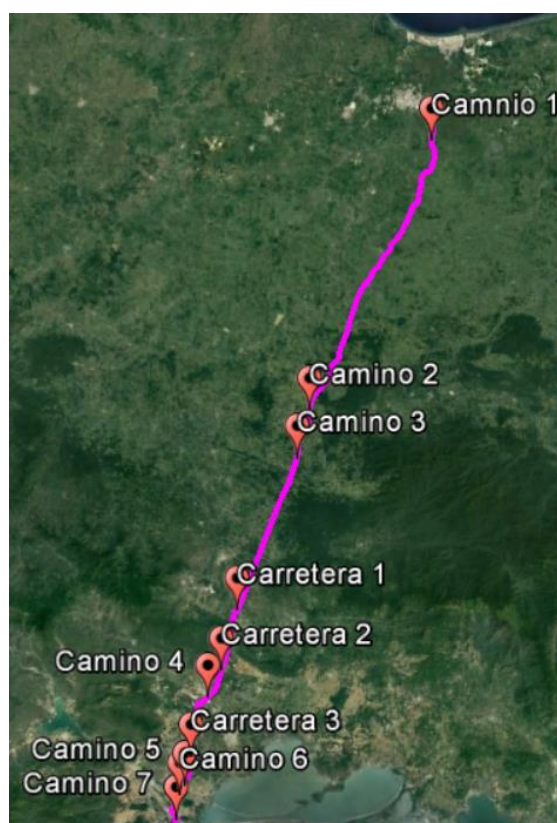 Camnio 1
Camino 2
Camino 3
Carretera 1
Carretera 2
Camino 4
Carretera 3
Camino 5
Camino 6
Camino 7